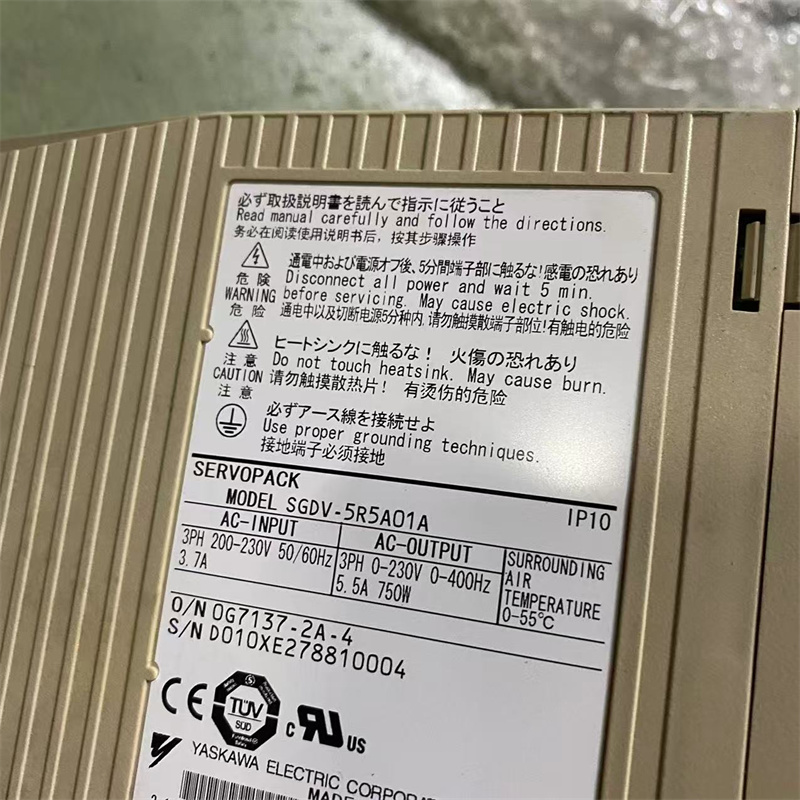 必ず取扱説明書を読んで指示に従うこと
Read manual carefully and follow the directions.
务必在阅读使用说明书后，按其步骤操作
危険
WARNING
危险
通電中および電源オフ後、5分間端子部に触るな!感電の恐れあり
Disconnect all power and wait 5 min.
before servicing. May cause electric shock.
通电中以及切断电源5分种内,请勿触摸散端子部位!有触电的危险
注意
CAUTION
注意
ヒートシンクに触るな! 火傷の恐れあり
Do not touch heatsink. May cause burn.
请勿触摸散热片! 有烫伤的危险
必ずアース線を接続せよ
Use proper grounding techniques.
接地端子必须接地
SERVOPACK
MODEL SGDV-5R5A01A
IP10
AC-INPUT
3PH 200-230V 50/60Hz
3.7A
AC-OUTPUT
3PH 0-230V 0-400Hz
5.5A 750W
SURROUNDING
AIR
TEMPERATURE
0-55℃
O/N 0G7137-2A-4
S/N D010XE278810004
CE
TÜV
SÜD
c RU US
YASKAWA ELECTRIC
MADE